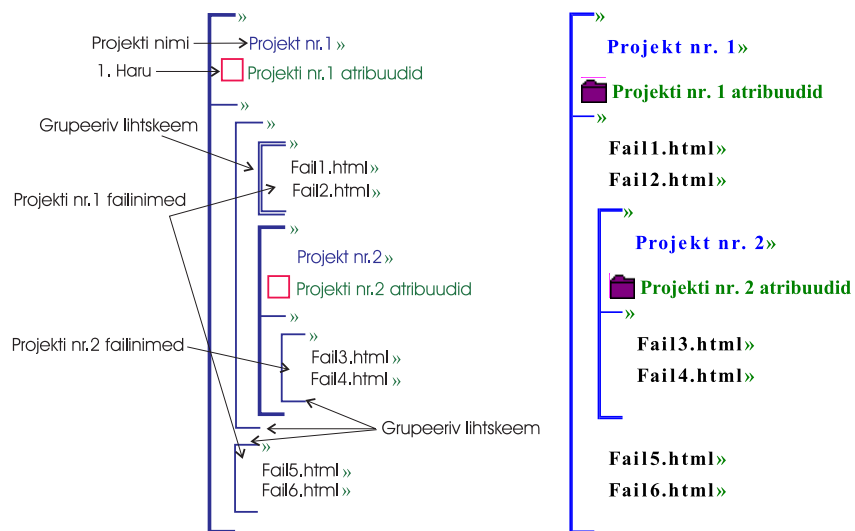 »
Projekti nimi
Projekt nr.1 »
1. Haru
Projekti nr.1 atribuudid
»
»
Grupeeriv lihtskeem
»
Fail1.html »
Fail2.html »
Projekti nr.1 failinimed
»
Projekt nr.2 »
Projekti nr.2 atribuudid
»
»
Projekti nr.2 failinimed
Fail3.html »
Fail4.html »
Grupeeriv lihtskeem
»
Fail5.html »
Fail6.html »
»
Projekt nr. 1»
Projekti nr. 1 atribuudid
»
Fail1.html»
Fail2.html»
»
Projekt nr. 2»
Projekti nr. 2 atribuudid
»
Fail3.html»
Fail4.html»
Fail5.html»
Fail6.html»